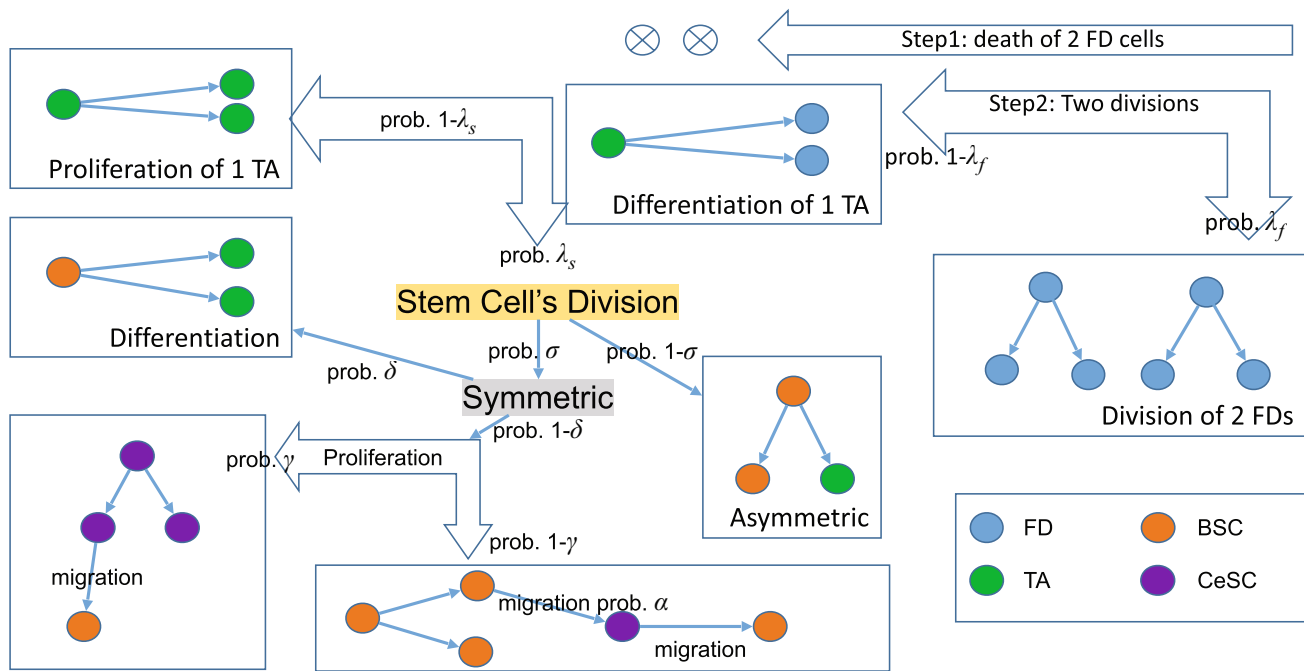 Step1: death of 2 FD cells
Step2: Two divisions
prob. 1-λs
Proliferation of 1 TA
prob. 1-λf
Differentiation of 1 TA
prob. λf
prob. λs
Stem Cell's Division
Differentiation
prob. σ
prob. 1-σ
prob. δ
Symmetric
Division of 2 FDs
prob. 1-δ
prob. γ
Proliferation
Asymmetric
FD
BSC
TA
CeSC
prob. 1-γ
migration
migration prob. α
migration